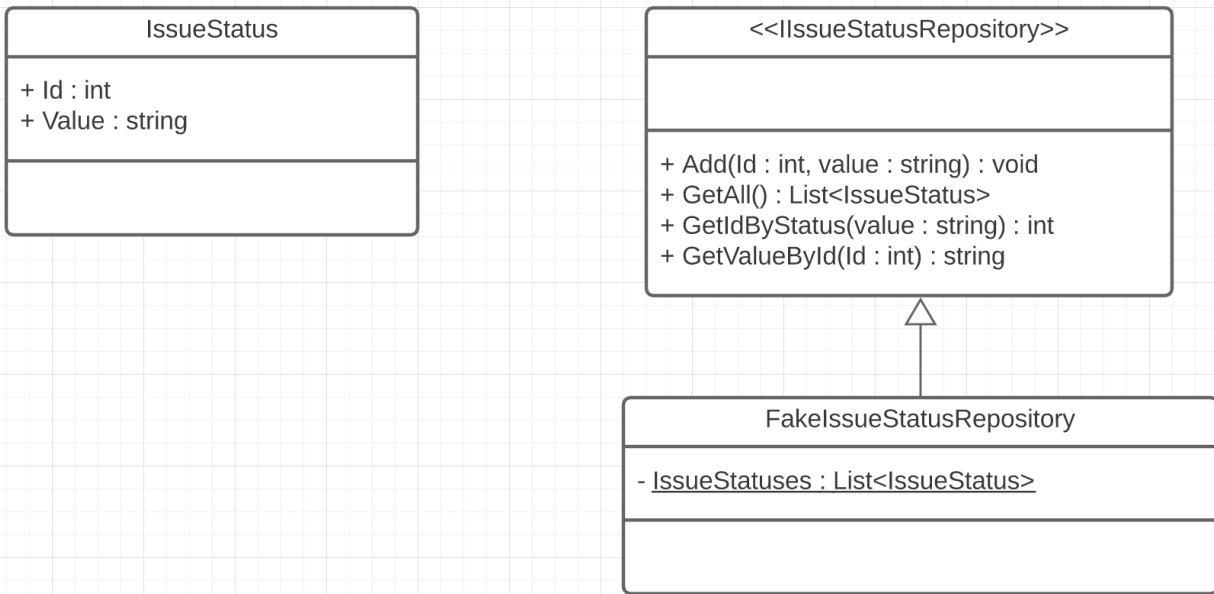 IssueStatus
+ Id : int
+ Value : string
<<IIssueStatusRepository>>
+ Add(Id : int, value : string) : void
+ GetAll() : List<IssueStatus>
+ GetIdByStatus(value : string) : int
+ GetValueById(Id : int) : string
FakeIssueStatusRepository
- IssueStatuses : List<IssueStatus>